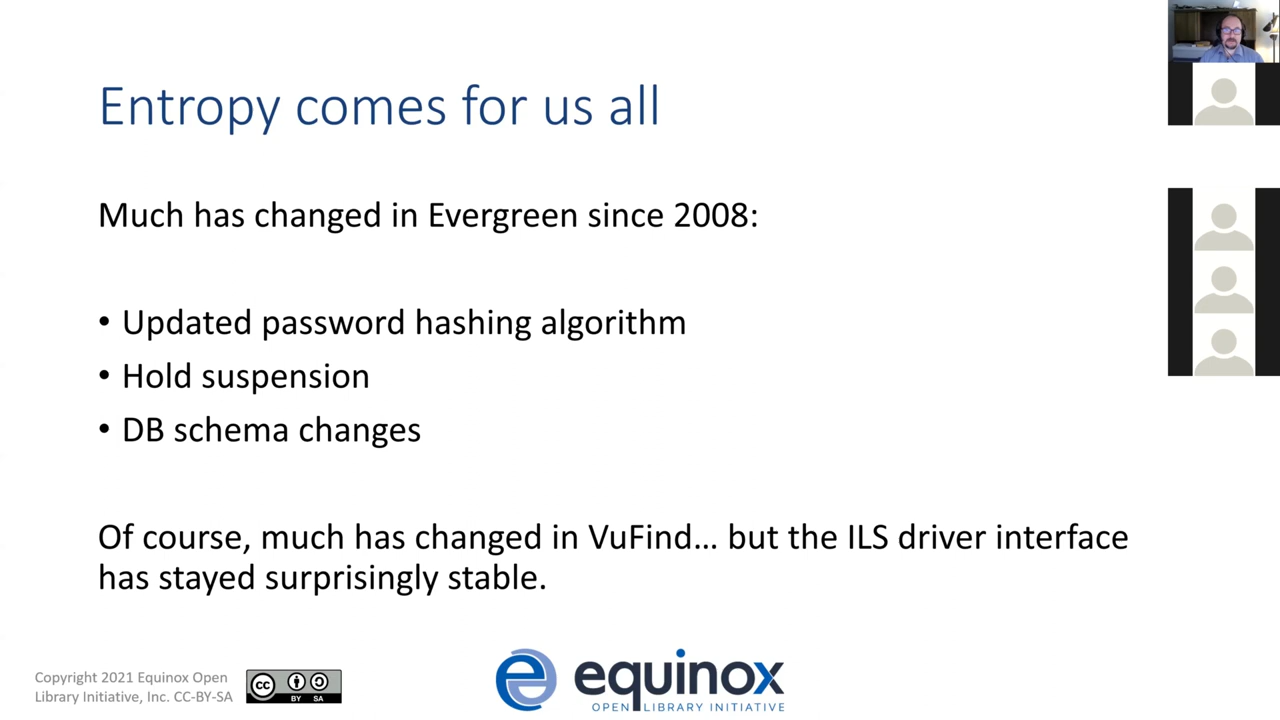 Entropy comes for us all
Much has changed in Evergreen since 2008:
• Updated password hashing algorithm
• Hold suspension
• DB schema changes
Of course, much has changed in VuFind… but the ILS driver interface
has stayed surprisingly stable.
Copyright 2021 Equinox Open
Library Initiative, Inc. CC-BY-SA
cc
BY SA
equinox
OPEN LIBRARY INITIATIVE